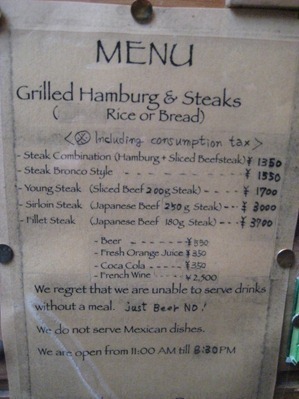 MENU
Grilled Hamburg & Steaks
( Rice or Bread)
< Including consumption tax >
- Steak Combination (Hamburg + Sliced Beefsteak) ¥ 1350
- Steak Bronco Style - - - - - - - - ¥ 1550
- Young Steak (Sliced Beef 200g Steak) - - - ¥ 1700
- Sirloin Steak (Japanese Beef 230g Steak) - - ¥ 3000
- Fillet Steak (Japanese Beef 180g Steak) - - ¥ 3700
- Beer - - - - ¥ 550
- Fresh Orange Juice ¥ 350
- Coca Cola - - - - ¥ 350
- French Wine - - - - ¥ 2,500
We regret that we are unable to serve drinks
without a meal. just Beer NO!
We do not serve Mexican dishes.
We are open from 11:00 AM till 8:30 PM